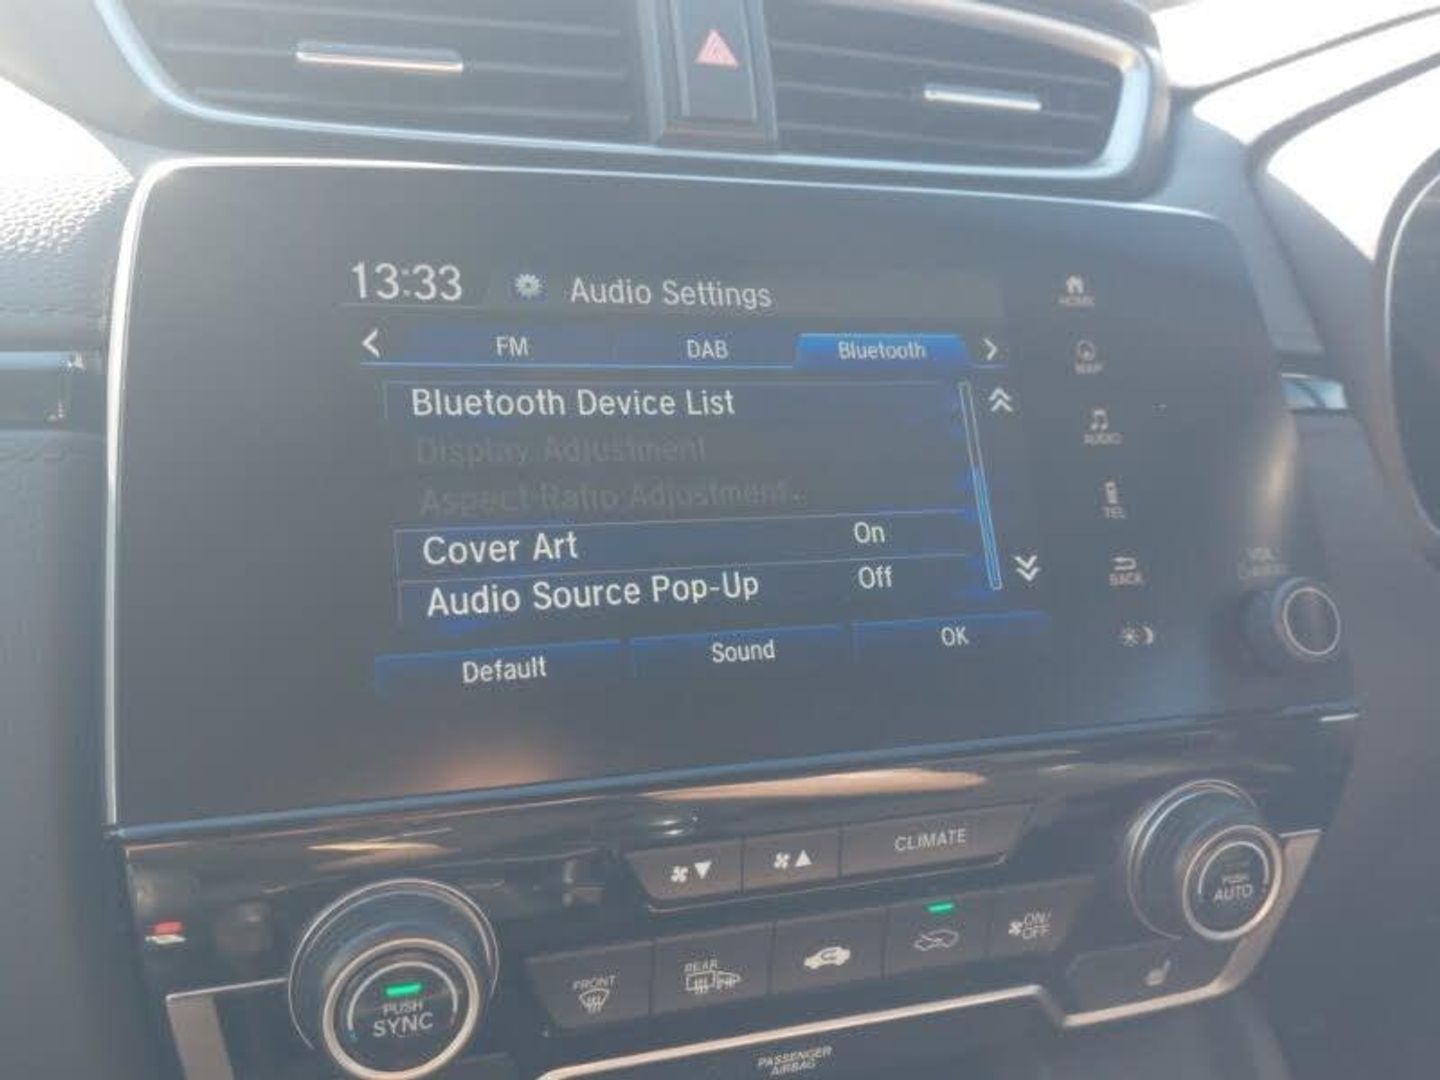 13:33 Audio Settings
FM DAB Bluetooth
Bluetooth Device List
Display Adjustment
Aspect Ratio Adjustment
Cover Art On
Audio Source Pop-Up Off
Default Sound OK
HOME
MAP
AUDIO
TEL
BACK
VOL
CLIMATE
PUSH
AUTO
ON/
OFF
REAR
FRONT
PUSH
SYNC
PASSENGER
AIRBAG